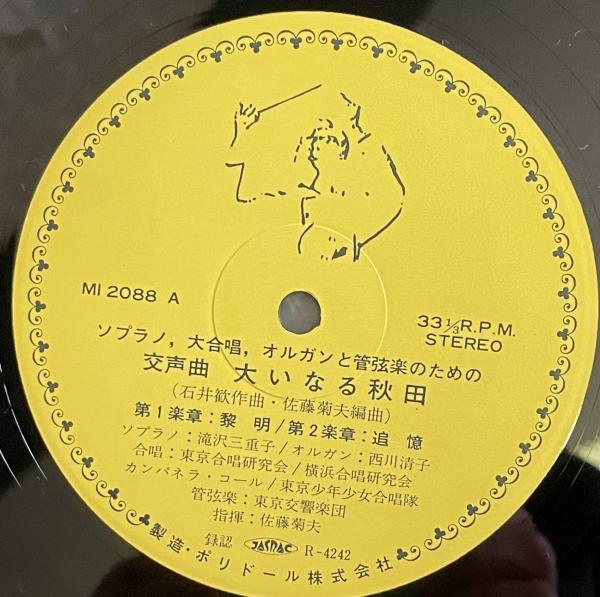 MI 2088 A
33 1/3 R.P.M.
STEREO
ソプラノ，大合唱，オルガンと管弦楽のための
交声曲 大いなる秋田
（石井歓作曲・佐藤菊夫編曲）
第1楽章：黎 明/第2楽章：追 憶
ソプラノ：滝沢三重子/オルガン：西川清子
合唱：東京合唱研究会/横浜合唱研究会
カンパネラ・コール/東京少年少女合唱隊
管弦楽：東京交響楽団
指揮：佐藤菊夫
録認 JASRAC R-4242
製造・ポリドール株式会社